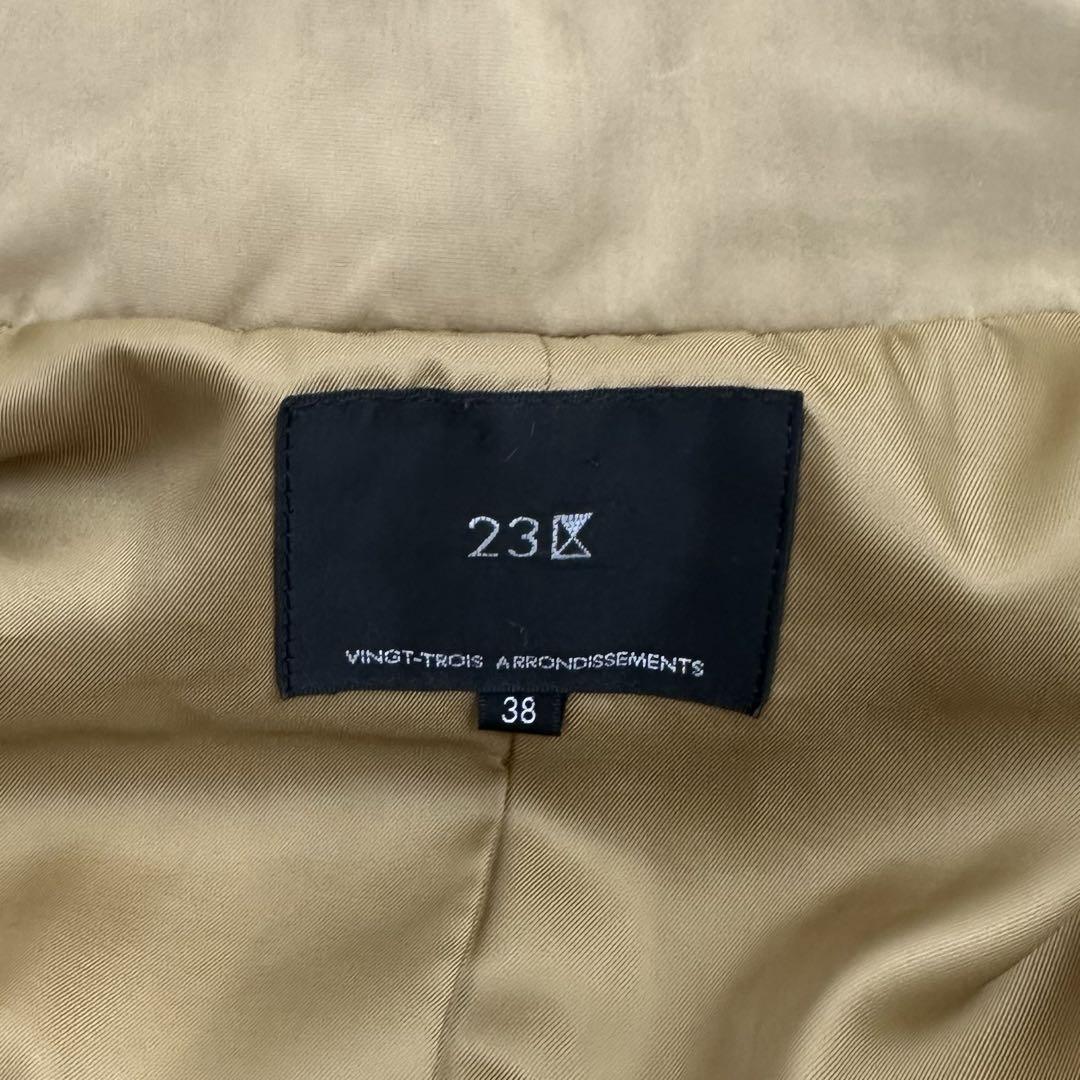 23区
VINGT-TROIS ARRONDISSEMENTS
38